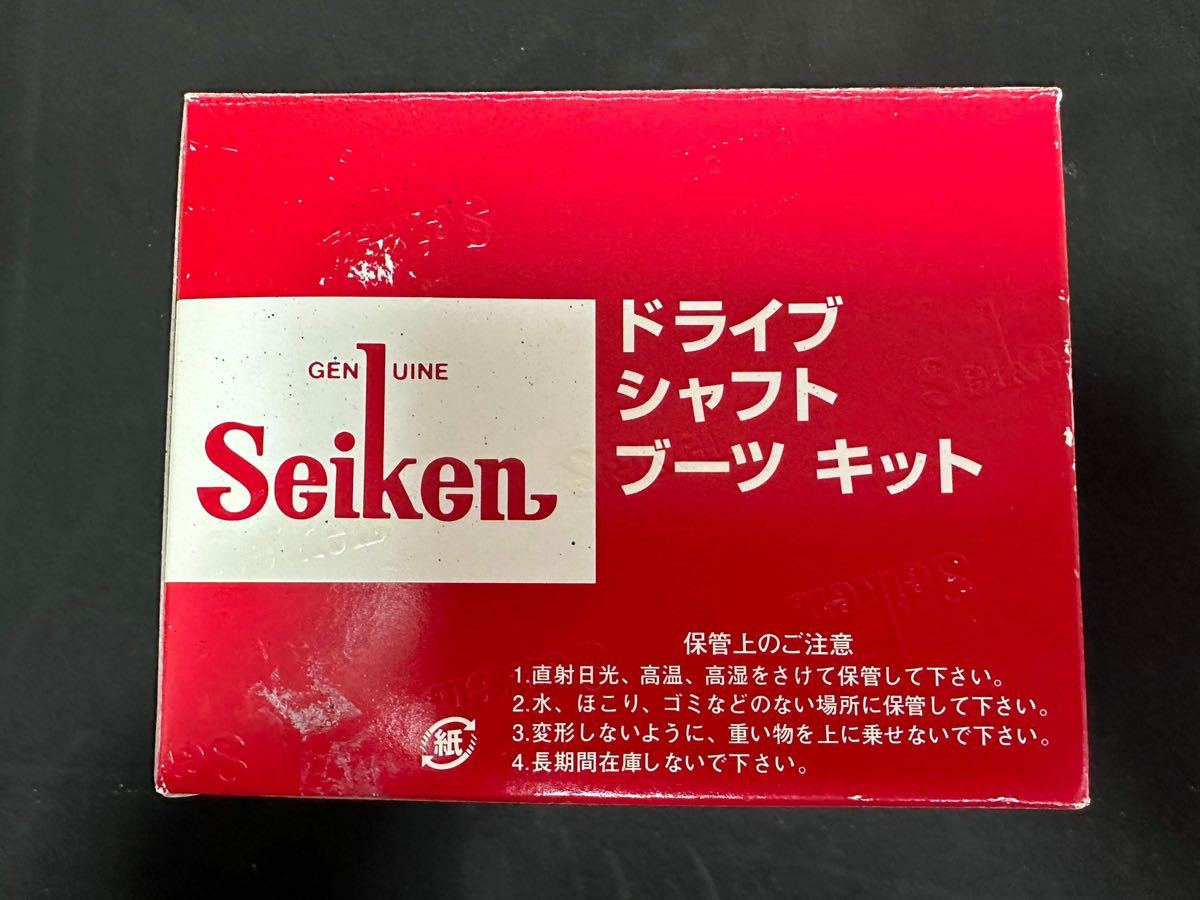 GENUINE
Seiken
ドライブ
シャフト
ブーツ キット
保管上のご注意
1.直射日光、高温、高湿をさけて保管して下さい。
2.水、ほこり、ゴミなどのない場所に保管して下さい。
3.変形しないように、重い物を上に乗せないで下さい。
4.長期間在庫しないで下さい。
紙
Seiken
Seiken
Seiken